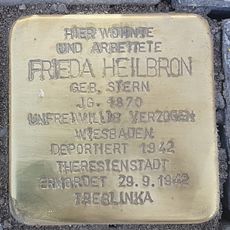 HIER WOHNTE
UND ARBEITETE
FRIEDA HEILBRON
GEB. STERN
JG. 1870
UNFREIWILLIG VERZOGEN
WIESBADEN
DEPORTIERT 1942
THERESIENSTADT
ERMORDET 29.9.1942
TREBLINKA